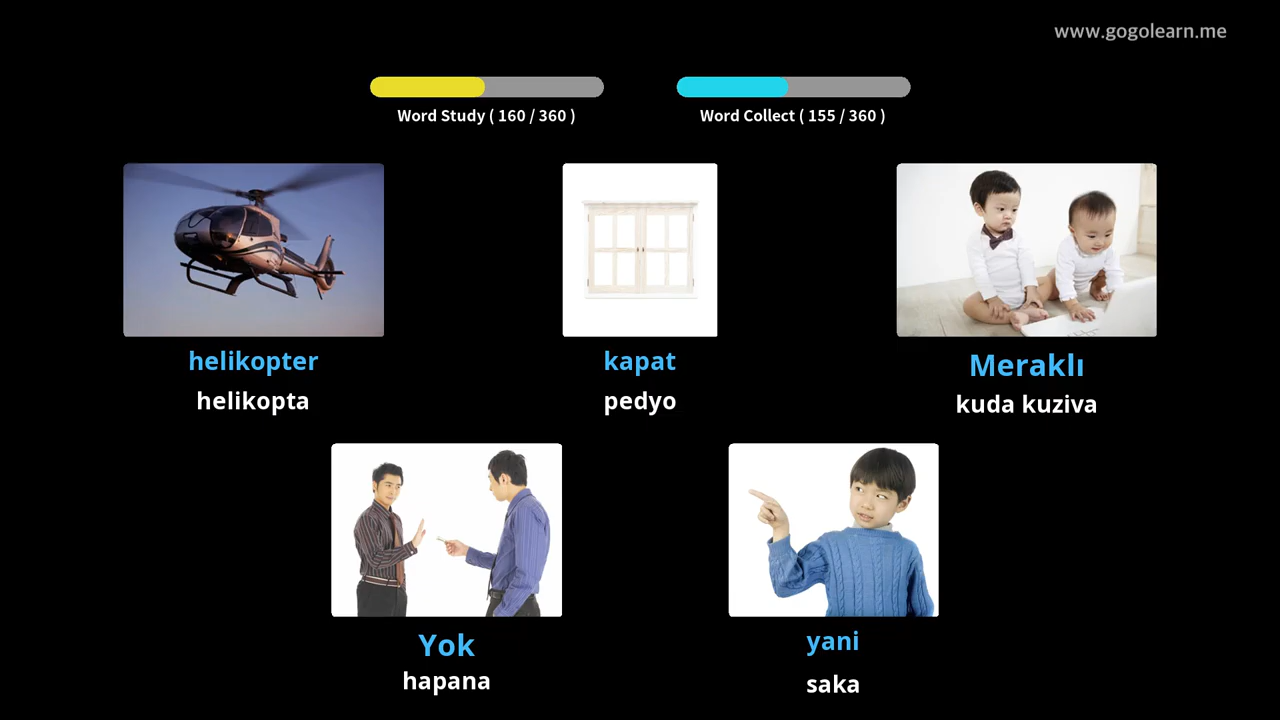 www.gogolearn.me
Word Study ( 160 / 360 )
Word Collect ( 155 / 360 )
helikopter
helikopta
kapat
pedyo
Meraklı
kuda kuziva
Yok
hapana
yani
saka